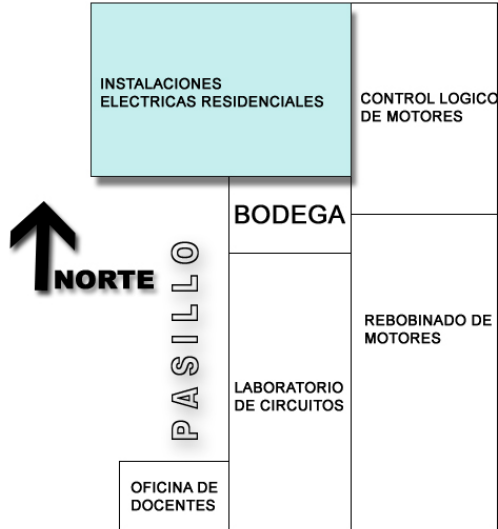 INSTALACIONES
ELECTRICAS RESIDENCIALES
CONTROL LOGICO
DE MOTORES
BODEGA
NORTE
PASILLO
REBOBINADO DE
MOTORES
LABORATORIO
DE CIRCUITOS
OFICINA DE
DOCENTES